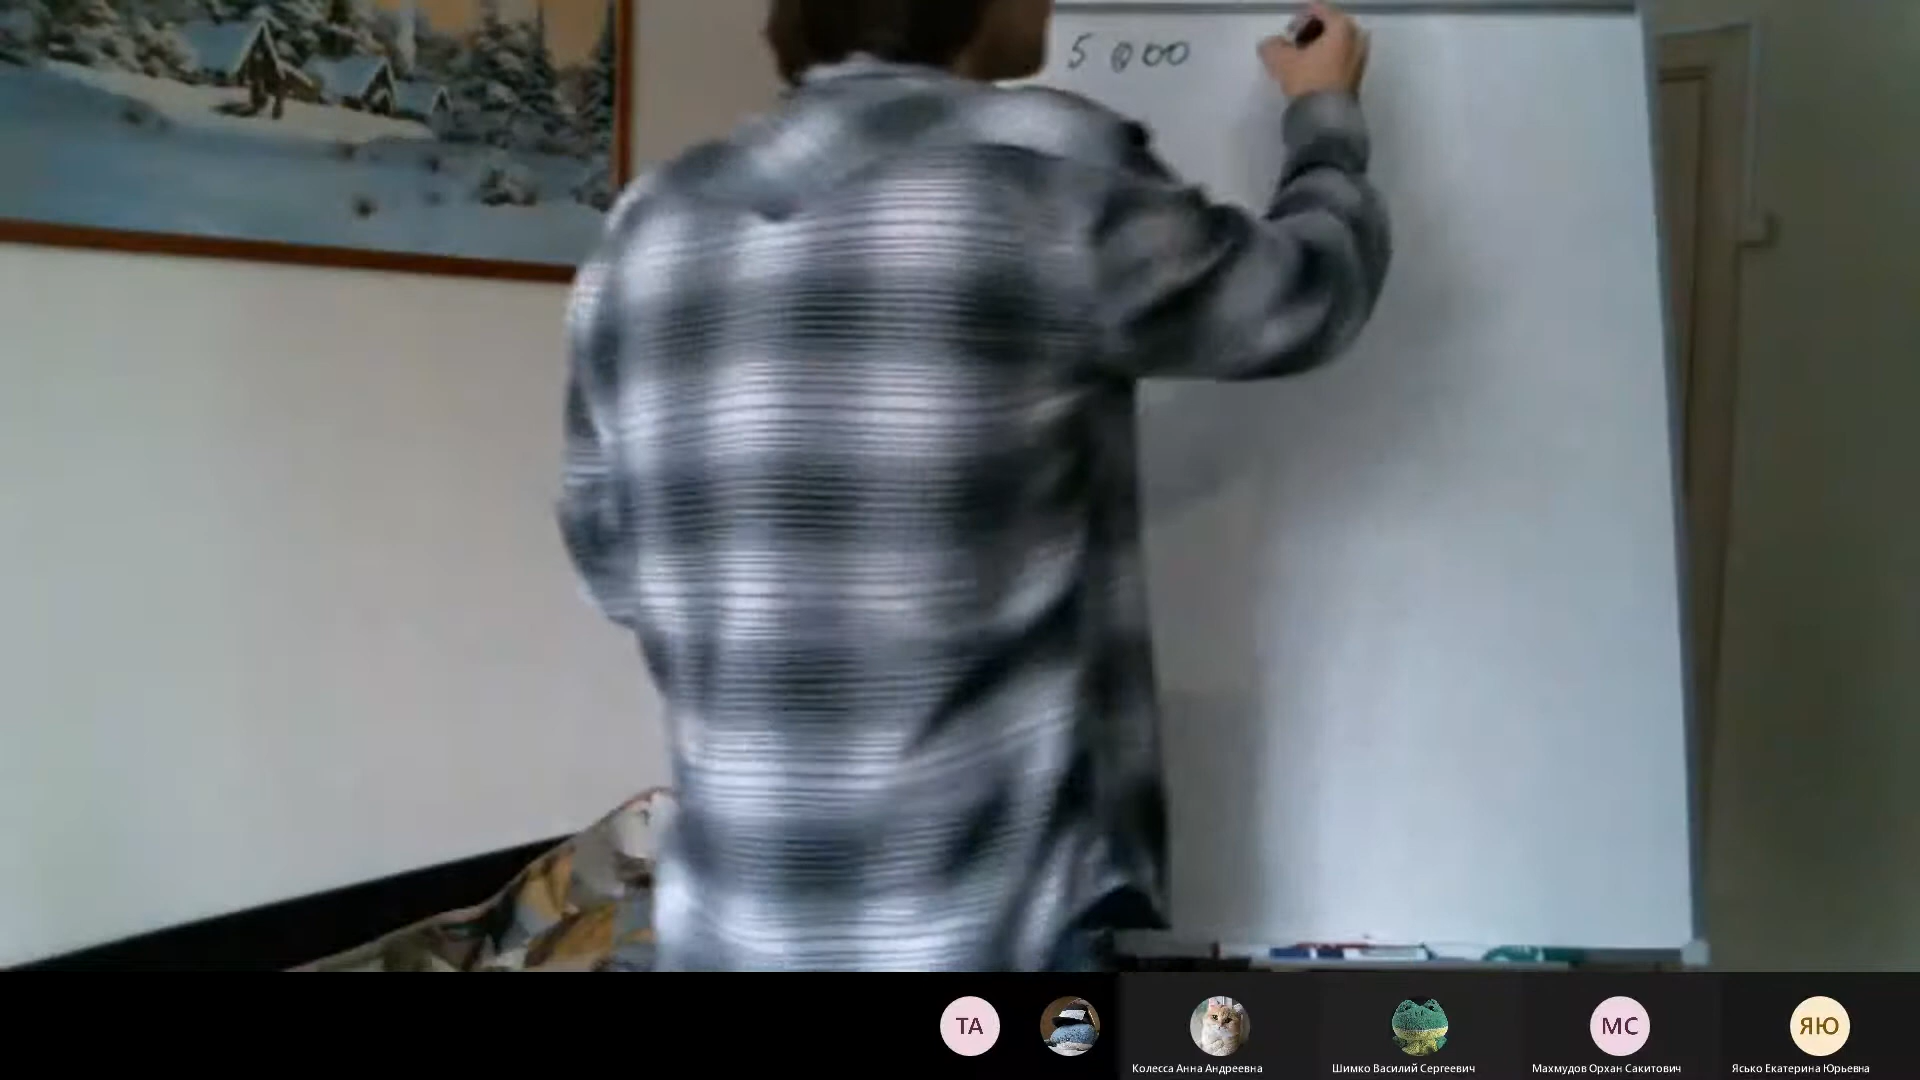 5 000
ТА
МС
ЯЮ
Колесса Анна Андреевна
Шимко Василий Сергеевич
Махмудов Орхан Сакитович
Ясько Екатерина Юрьевна